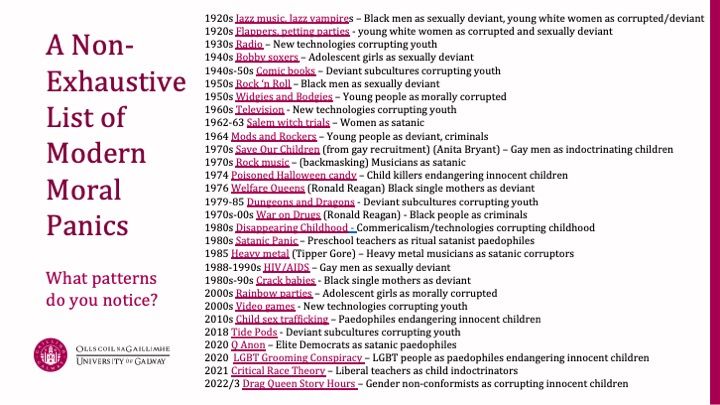 A Non-
Exhaustive
List of
Modern
Moral
Panics
What patterns
do you notice?
OLLSCOIL NA GAILLIMHE
UNIVERSITY OF GALWAY
1920s Jazz music, jazz vampires – Black men as sexually deviant, young white women as corrupted/deviant
1920s Flappers, petting parties - young white women as corrupted and sexually deviant
1930s Radio – New technologies corrupting youth
1940s Bobby soxers – Adolescent girls as sexually deviant
1940s-50s Comic books – Deviant subcultures corrupting youth
1950s Rock 'n Roll – Black men as sexually deviant
1950s Widgies and Bodgies – Young people as morally corrupted
1960s Television - New technologies corrupting youth
1962-63 Salem witch trials – Women as satanic
1964 Mods and Rockers – Young people as deviant, criminals
1970s Save Our Children (from gay recruitment) (Anita Bryant) – Gay men as indoctrinating children
1970s Rock music – (backmasking) Musicians as satanic
1974 Poisoned Halloween candy – Child killers endangering innocent children
1976 Welfare Queens (Ronald Reagan) Black single mothers as deviant
1979-85 Dungeons and Dragons - Deviant subcultures corrupting youth
1970s-00s War on Drugs (Ronald Reagan) - Black people as criminals
1980s Disappearing Childhood - Commericalism/technologies corrupting childhood
1980s Satanic Panic – Preschool teachers as ritual satanist paedophiles
1985 Heavy metal (Tipper Gore) – Heavy metal musicians as satanic corruptors
1988-1990s HIV/AIDS – Gay men as sexually deviant
1980s-90s Crack babies - Black single mothers as deviant
2000s Rainbow parties – Adolescent girls as morally corrupted
2000s Video games - New technologies corrupting youth
2010s Child sex trafficking – Paedophiles endangering innocent children
2018 Tide Pods - Deviant subcultures corrupting youth
2020 Q Anon – Elite Democrats as satanic paedophiles
2020 LGBT Grooming Conspiracy – LGBT people as paedophiles endangering innocent children
2021 Critical Race Theory – Liberal teachers as child indoctrinators
2022/3 Drag Queen Story Hours – Gender non-conformists as corrupting innocent children